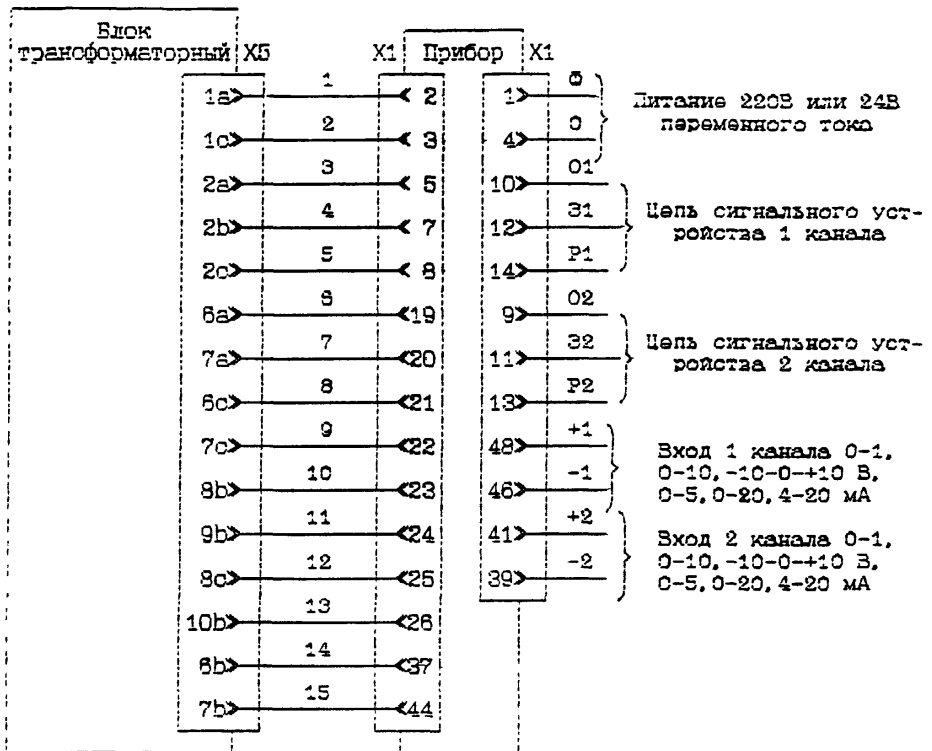 Блок
трансформаторный X5
X1 Прибор X1
1a 1 2
1c 2 3
2a 3 5
2b 4 7
2c 5 8
6a 6 19
7a 7 20
6c 8 21
7c 9 22
8b 10 23
9b 11 24
8c 12 25
10b 13 26
6b 14 37
7b 15 44
1 Ф
4 0
10 01
12 З1
14 Р1
9 02
11 З2
13 Р2
48 +1
46 -1
41 +2
39 -2
Питание 220В или 24В
переменного тока
Цепь сигнального уст-
ройства 1 канала
Цепь сигнального уст-
ройства 2 канала
Вход 1 канала 0-1,
0-10,-10-0-+10 В,
0-5,0-20,4-20 мА
Вход 2 канала 0-1,
0-10,-10-0-+10 В,
0-5,0-20,4-20 мА